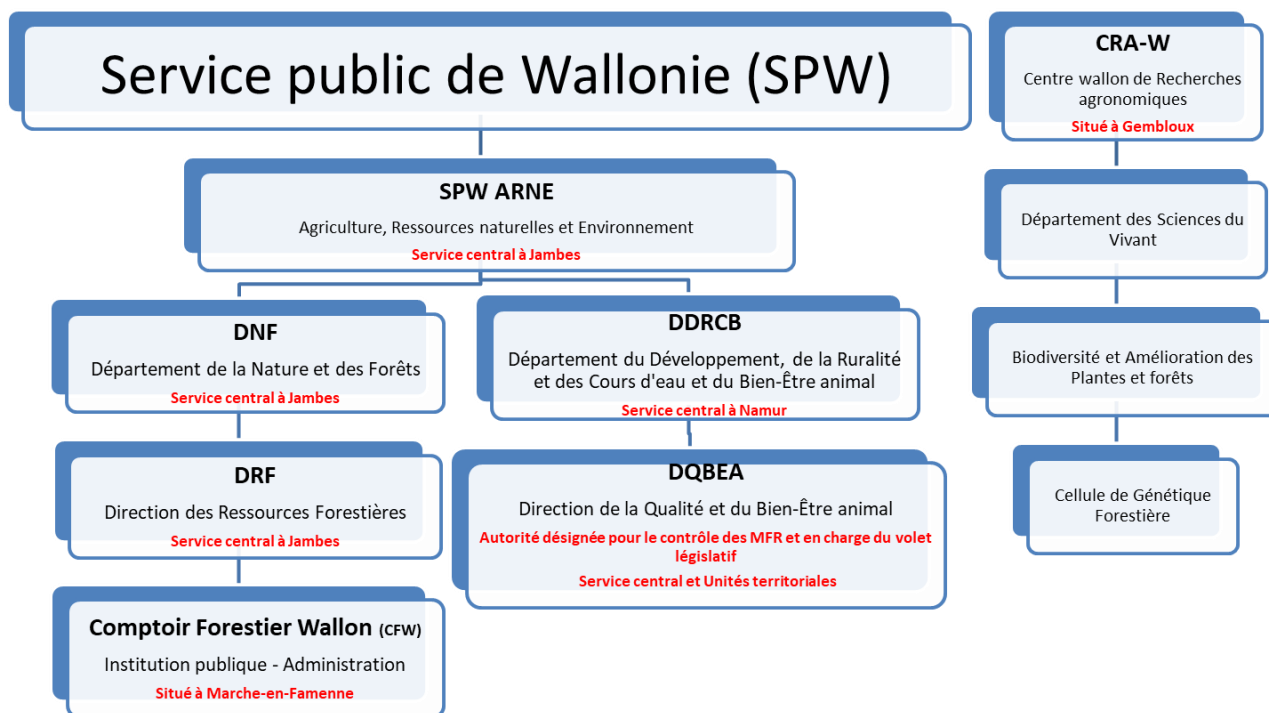 Service public de Wallonie (SPW)
SPW ARNE
Agriculture, Ressources naturelles et Environnement
Service central à Jambes
DNF
Département de la Nature et des Forêts
Service central à Jambes
DRF
Direction des Ressources Forestières
Service central à Jambes
Comptoir Forestier Wallon (CFW)
Institution publique - Administration
Situé à Marche-en-Famenne
DDRCB
Département du Développement, de la Ruralité
et des Cours d'eau et du Bien-Être animal
Service central à Namur
DQBEA
Direction de la Qualité et du Bien-Être animal
Autorité désignée pour le contrôle des MFR et en charge du volet
législatif
Service central et Unités territoriales
CRA-W
Centre wallon de Recherches
agronomiques
Situé à Gembloux
Département des Sciences du
Vivant
Biodiversité et Amélioration des
Plantes et forêts
Cellule de Génétique
Forestière